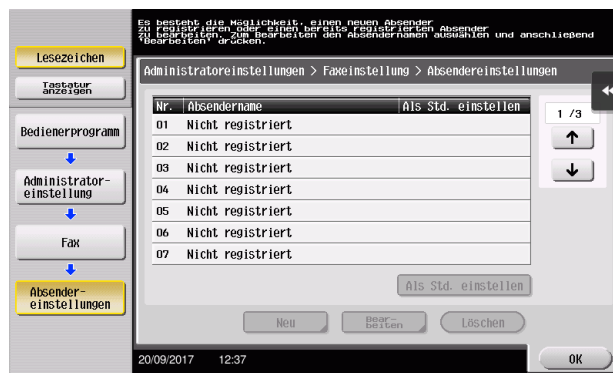 Es besteht die Möglichkeit, einen neuen Absender
zu registrieren oder einen bereits registrierten Absender
zu bearbeiten. Zum Bearbeiten den Absendernamen auswählen und anschließend
'Bearbeiten' drücken.
Lesezeichen
Tastatur
anzeigen
Bedienerprogramm
Administrator-
einstellung
Fax
Absender-
einstellungen
Administratoreinstellungen > Faxeinstellung > Absendereinstellungen
Nr. Absendername Als Std. einstellen
01 Nicht registriert
02 Nicht registriert
03 Nicht registriert
04 Nicht registriert
05 Nicht registriert
06 Nicht registriert
07 Nicht registriert
1 /3
Als Std. einstellen
Neu
Bear-
beiten
Löschen
20/09/2017 12:37
OK